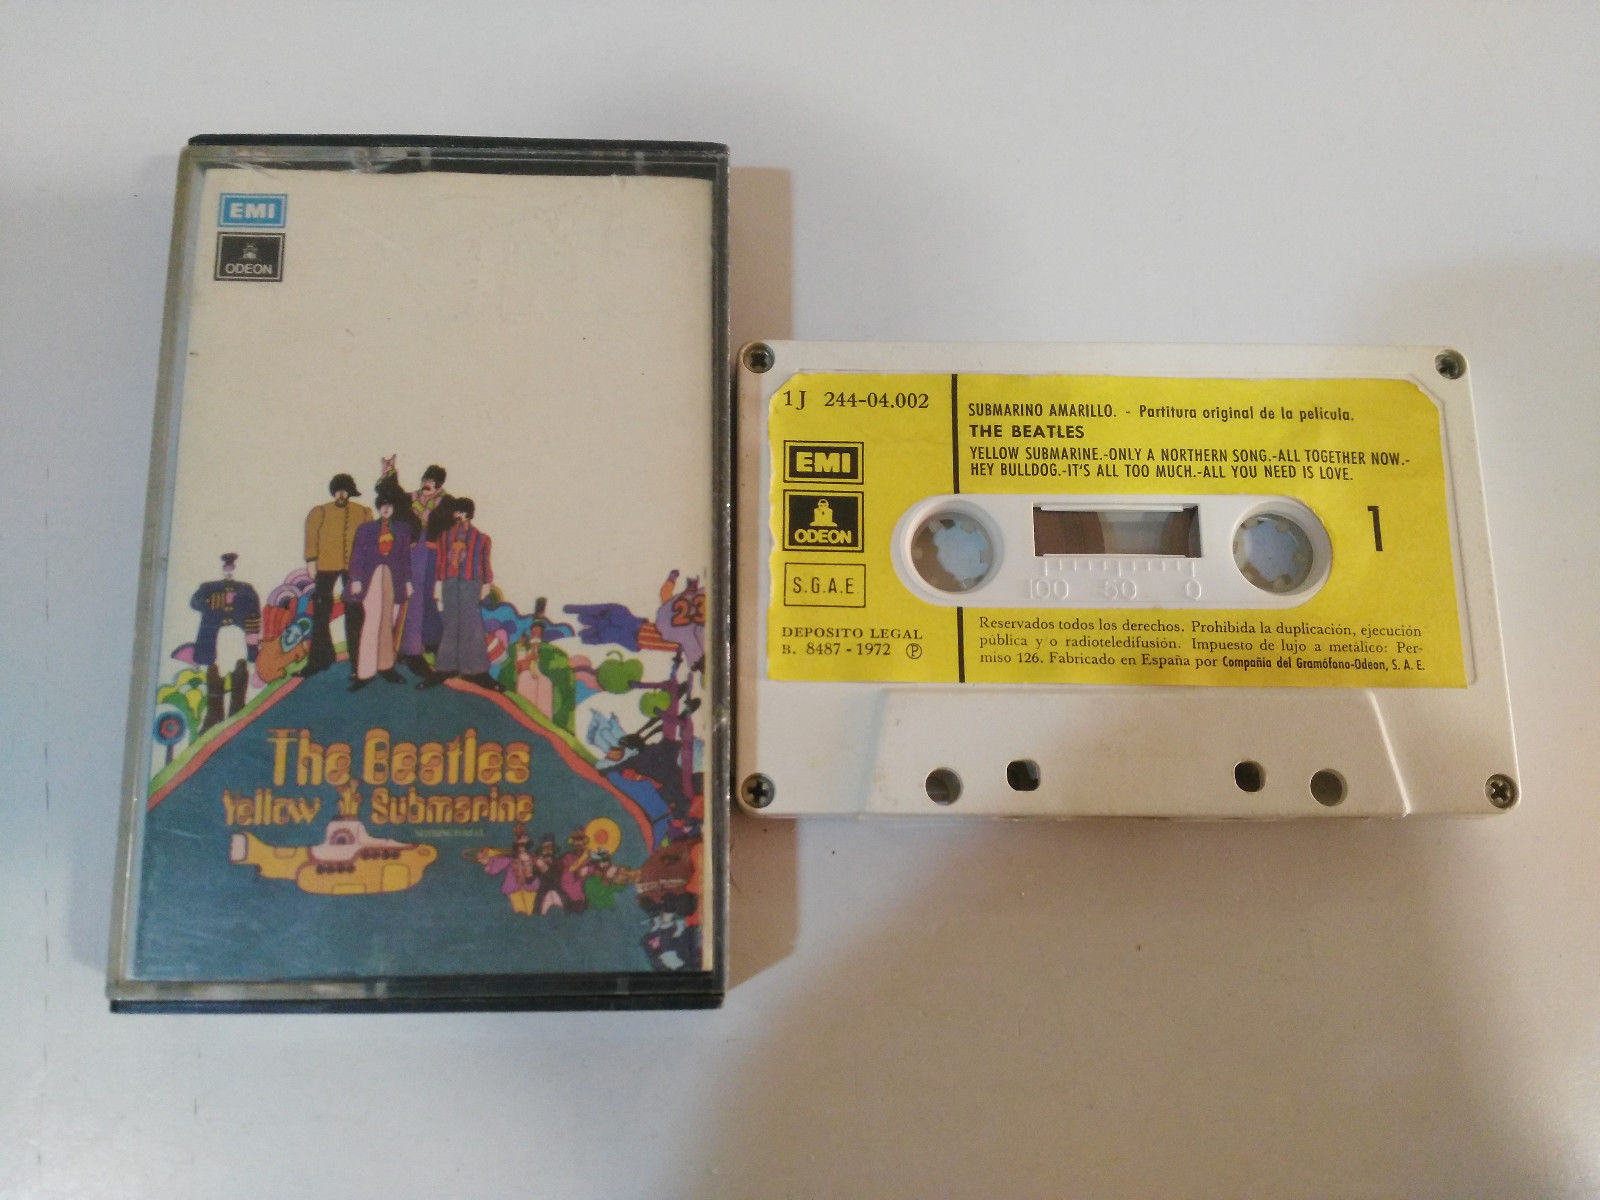 EMI
ODEON
23
The Beatles
Yellow Submarine
1J 244-04.002
EMI
ODEON
S.G.A.E
DEPOSITO LEGAL
B. 8487 - 1972 Ⓟ
SUBMARINO AMARILLO. - Partitura original de la pelicula.
THE BEATLES
YELLOW SUBMARINE.-ONLY A NORTHERN SONG.-ALL TOGETHER NOW.-
HEY BULLDOG.-IT'S ALL TOO MUCH.-ALL YOU NEED IS LOVE.
1
100 50 0
Reservados todos los derechos. Prohibida la duplicación, ejecución
pública y o radioteledifusión. Impuesto de lujo a metálico: Per-
miso 126. Fabricado en España por Compañia del Gramófono-Odeon, S. A. E.